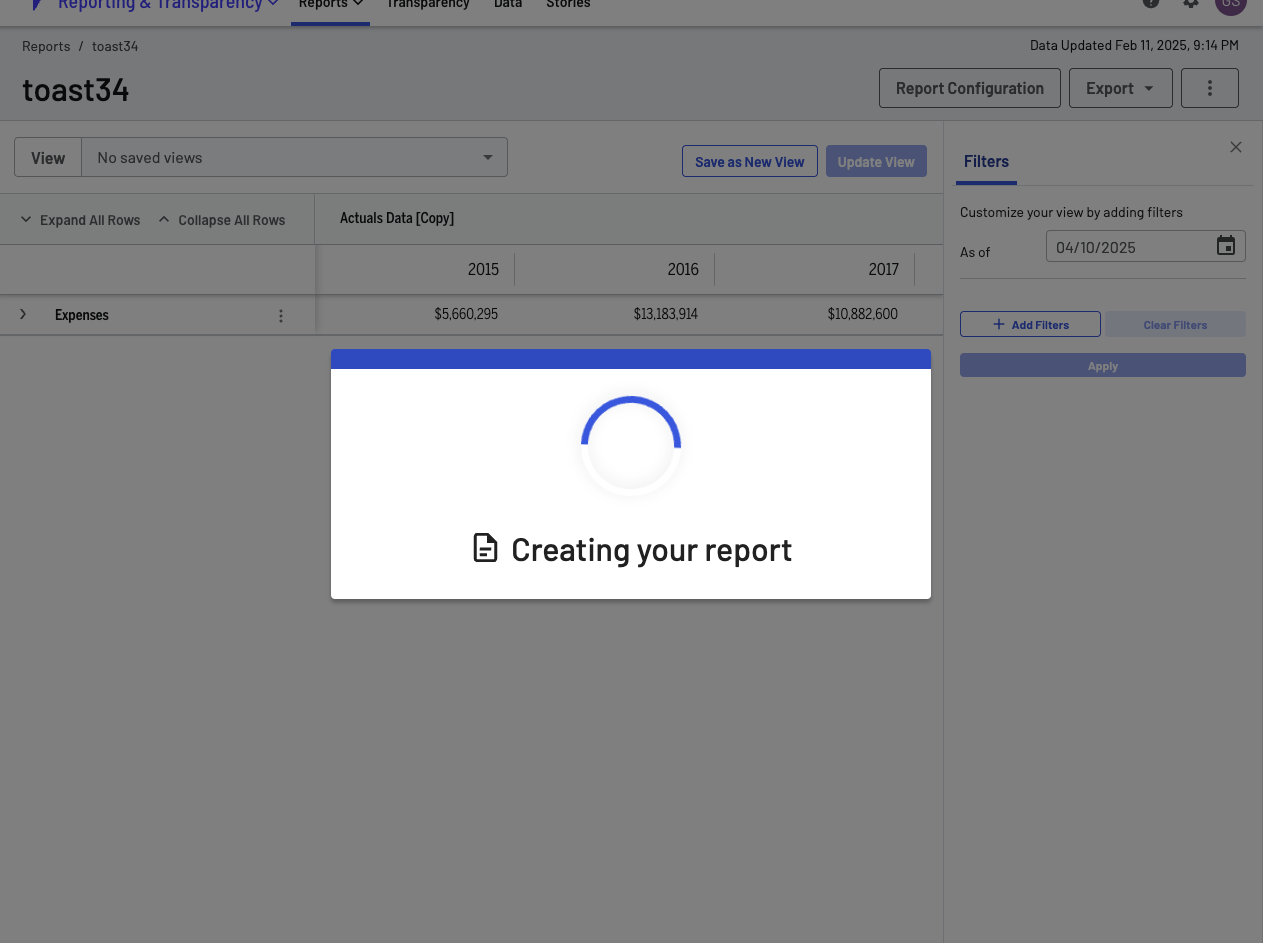 Reporting & Transparency
Reports
Transparency
Data
Stories
GS
Reports / toast34
Data Updated Feb 11, 2025, 9:14 PM
toast34
Report Configuration
Export
View
No saved views
Save as New View
Update View
Filters
Customize your view by adding filters
As of
04/10/2025
Add Filters
Clear Filters
Apply
Expand All Rows
Collapse All Rows
Actuals Data [Copy]
2015
2016
2017
Expenses
$5,660,295
$13,183,914
$10,882,600
Creating your report